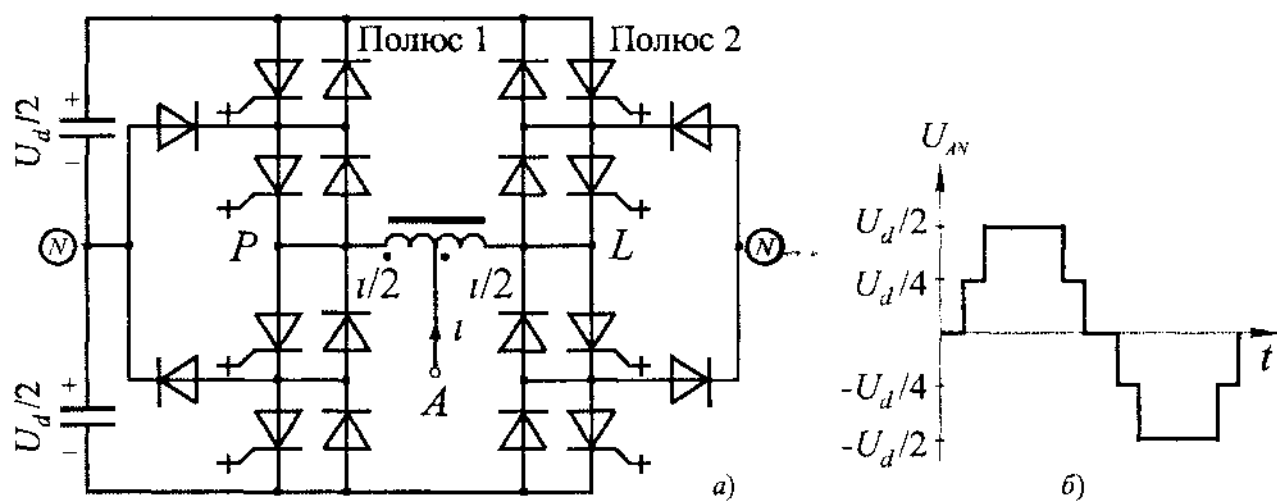 Полюс 1
Полюс 2
+
+
+
U_d/2
−
U_AN
+
+
N
P
L
N
U_d/2
U_d/4
ι/2
ι/2
ι
t
A
+
+
+
U_d/2
−
-U_d/4
-U_d/2
+
+
а)
б)